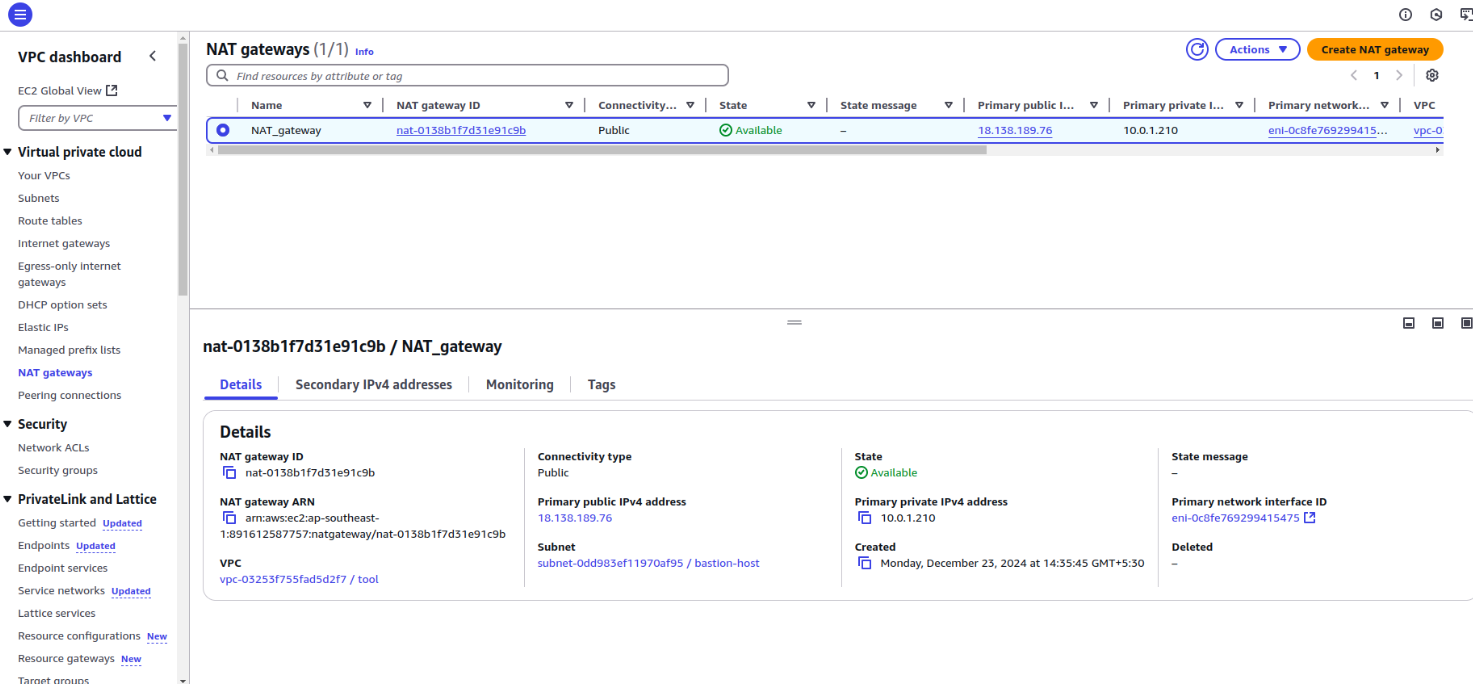 VPC dashboard
EC2 Global View
Filter by VPC
Virtual private cloud
Your VPCs
Subnets
Route tables
Internet gateways
Egress-only internet
gateways
DHCP option sets
Elastic IPs
Managed prefix lists
NAT gateways
Peering connections
Security
Network ACLs
Security groups
PrivateLink and Lattice
Getting started Updated
Endpoints Updated
Endpoint services
Service networks Updated
Lattice services
Resource configurations New
Resource gateways New
Target groups
NAT gateways (1/1) Info
Actions
Create NAT gateway
Find resources by attribute or tag
1
Name NAT gateway ID Connectivity... State State message Primary public I... Primary private I... Primary network... VPC
NAT_gateway nat-0138b1f7d31e91c9b Public Available – 18.138.189.76 10.0.1.210 eni-0c8fe769299415... vpc-03
nat-0138b1f7d31e91c9b / NAT_gateway
Details Secondary IPv4 addresses Monitoring Tags
Details
NAT gateway ID
nat-0138b1f7d31e91c9b
NAT gateway ARN
arn:aws:ec2:ap-southeast-
1:891612587757:natgateway/nat-0138b1f7d31e91c9b
VPC
vpc-03253f755fad5d2f7 / tool
Connectivity type
Public
Primary public IPv4 address
18.138.189.76
Subnet
subnet-0dd983ef11970af95 / bastion-host
State
Available
Primary private IPv4 address
10.0.1.210
Created
Monday, December 23, 2024 at 14:35:45 GMT+5:30
State message
–
Primary network interface ID
eni-0c8fe769299415475
Deleted
–